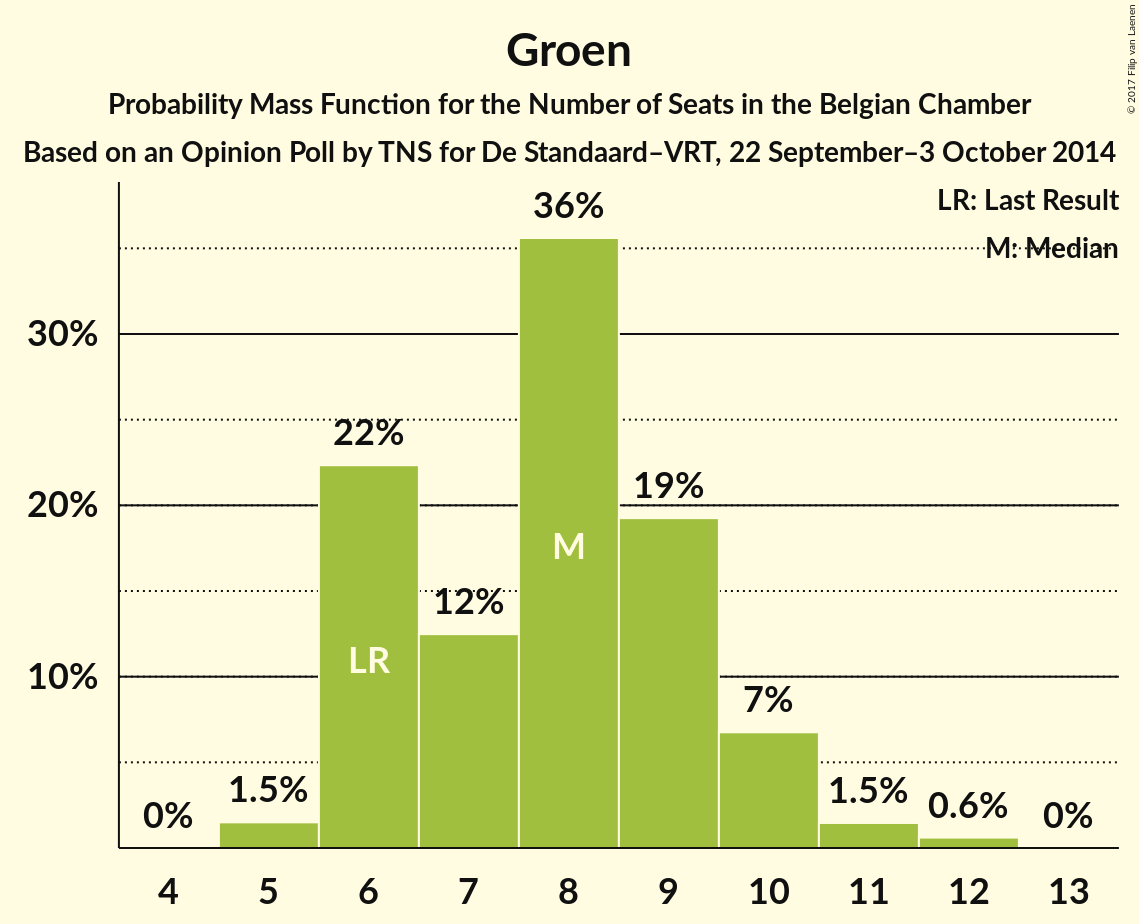 Groen
Probability Mass Function for the Number of Seats in the Belgian Chamber
Based on an Opinion Poll by TNS for De Standaard–VRT, 22 September–3 October 2014
© 2017 Filip van Laenen
LR: Last Result
M: Median
36%
30%
22%
20%
19%
M
12%
LR
10%
7%
1.5%
1.5%
0.6%
0%
0%
4 5 6 7 8 9 10 11 12 13